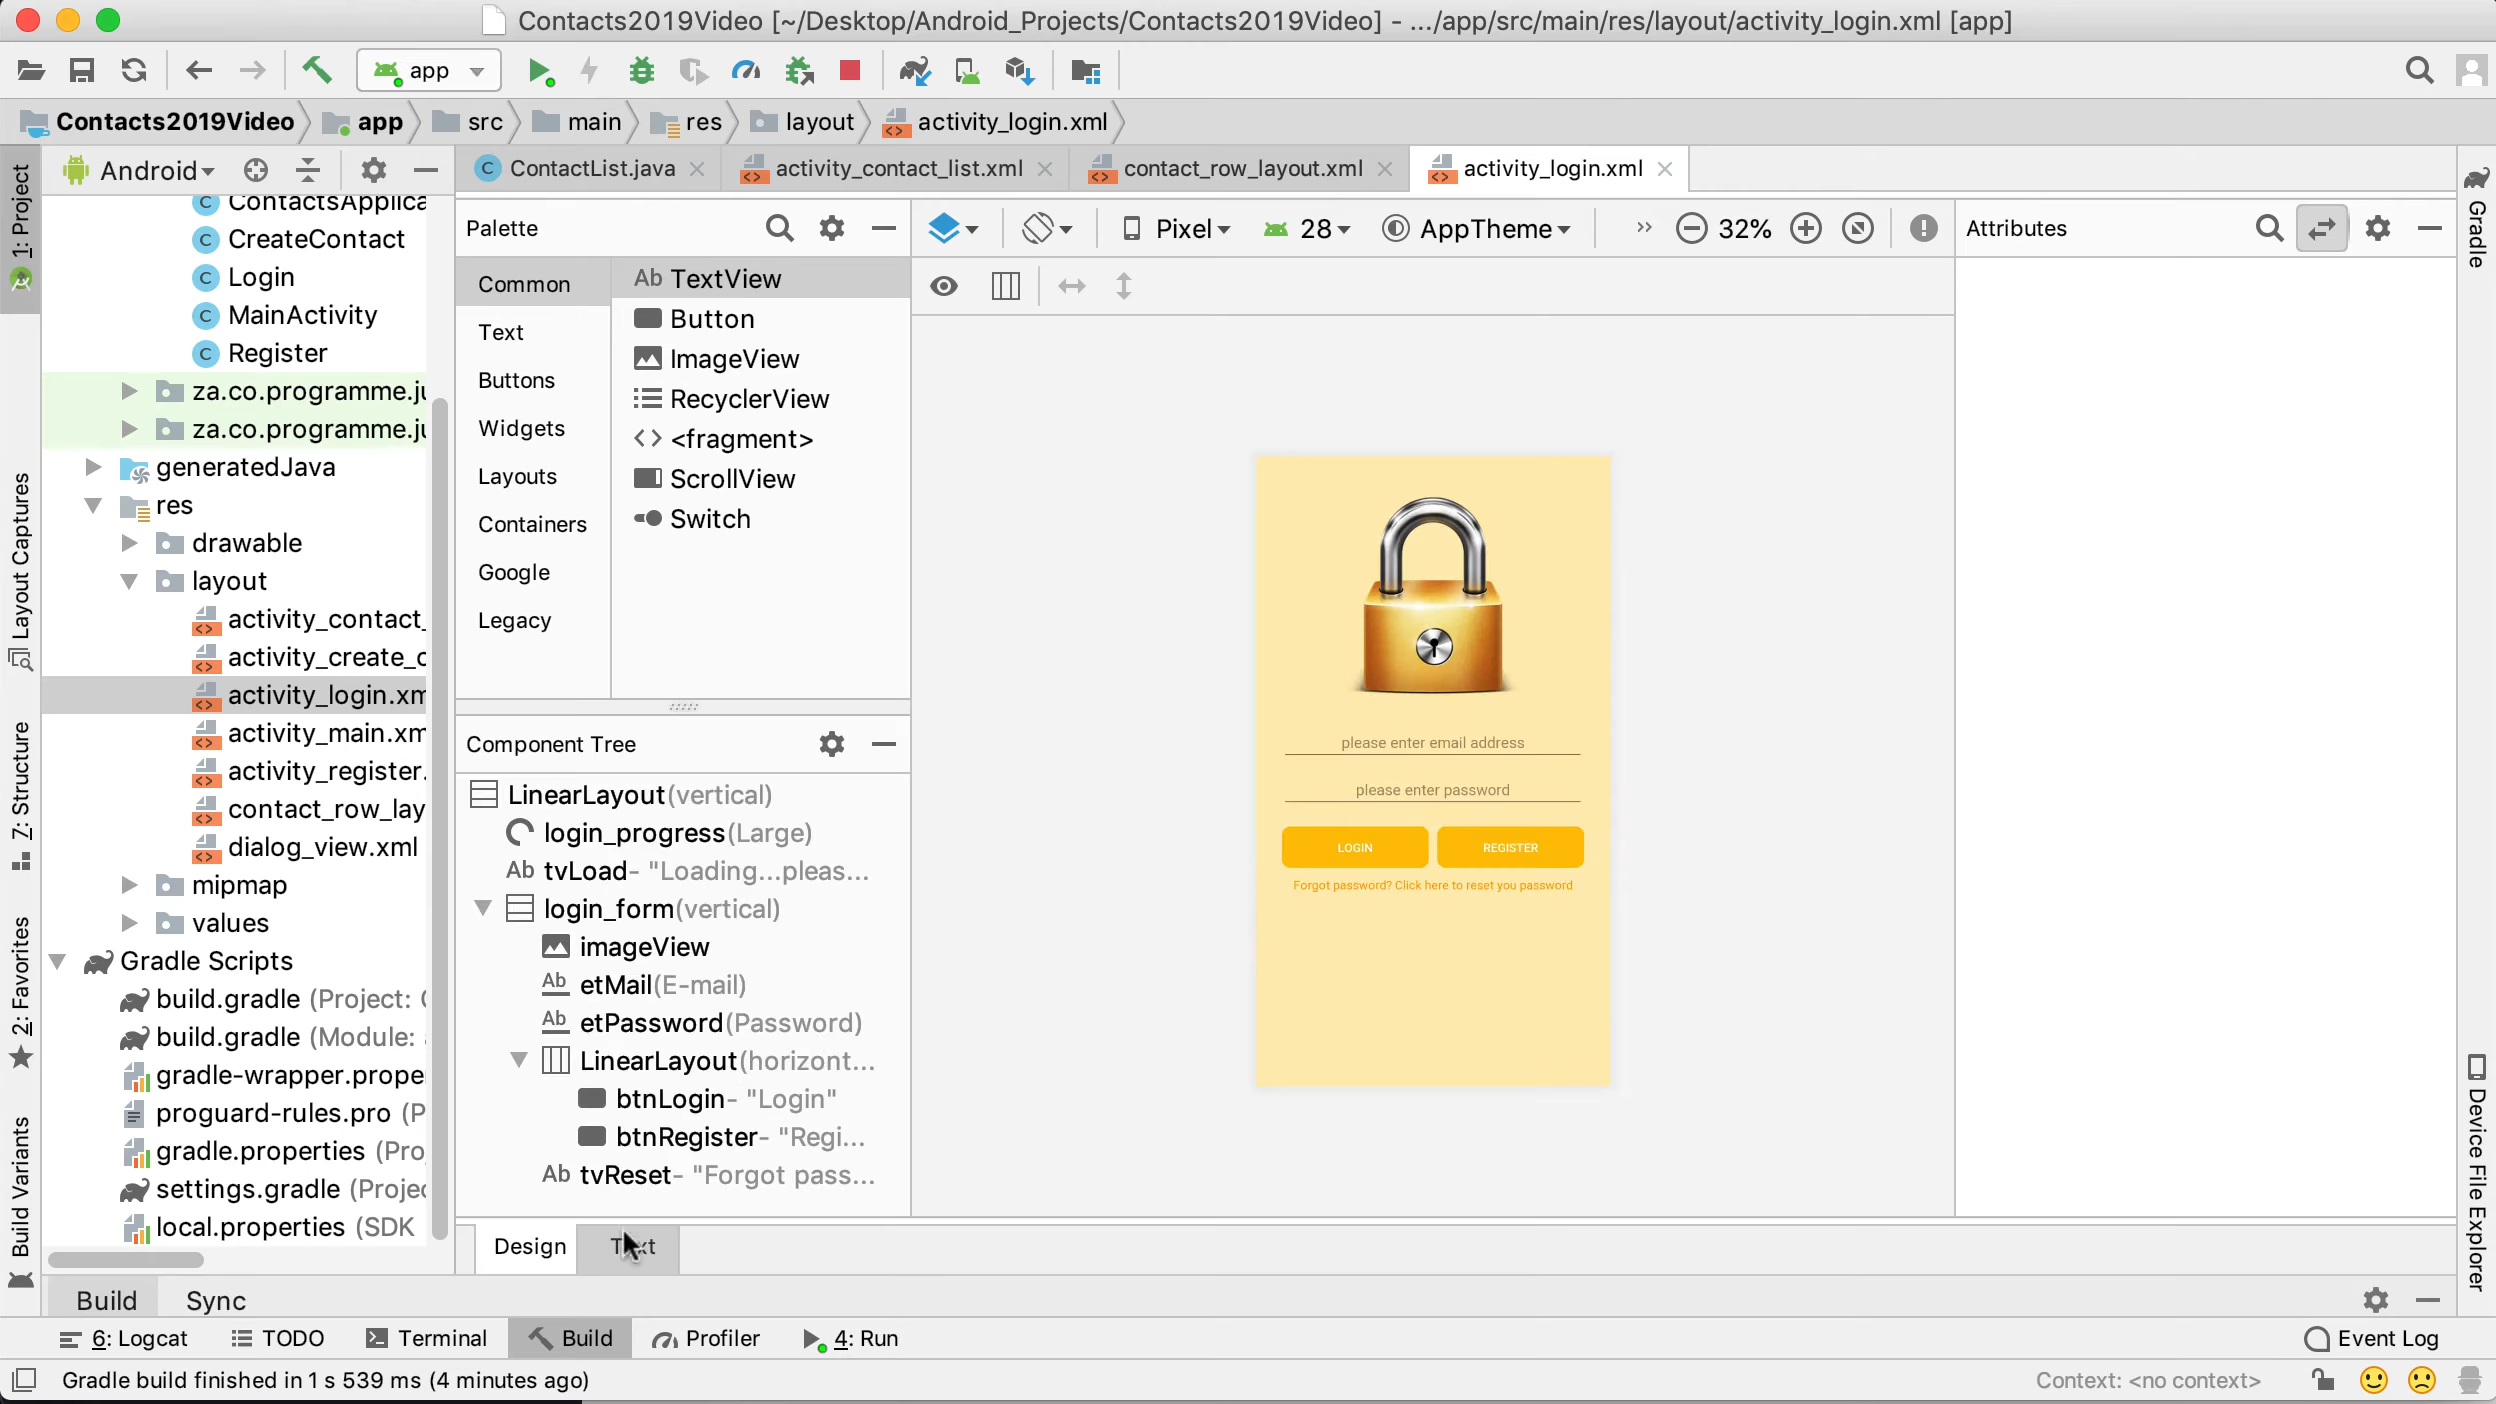 Contacts2019Video [~/Desktop/Android_Projects/Contacts2019Video] - .../app/src/main/res/layout/activity_login.xml [app]
app
Contacts2019Video
app
src
main
res
layout
activity_login.xml
1: Project
Layout Captures
7: Structure
2: Favorites
Build Variants
Android
ContactsApplica
CreateContact
Login
MainActivity
Register
za.co.programme.ju
za.co.programme.ju
generatedJava
res
drawable
layout
activity_contact_
activity_create_c
activity_login.xm
activity_main.xm
activity_register.
contact_row_lay
dialog_view.xml
mipmap
values
Gradle Scripts
build.gradle (Project: C
build.gradle (Module: a
gradle-wrapper.prope
proguard-rules.pro (P
gradle.properties (Pro
settings.gradle (Projec
local.properties (SDK
ContactList.java
activity_contact_list.xml
contact_row_layout.xml
activity_login.xml
Palette
Common
Text
Buttons
Widgets
Layouts
Containers
Google
Legacy
Ab TextView
Button
ImageView
RecyclerView
<fragment>
ScrollView
Switch
Component Tree
LinearLayout(vertical)
login_progress(Large)
Ab tvLoad- "Loading...pleas...
login_form(vertical)
imageView
Ab etMail(E-mail)
Ab etPassword(Password)
LinearLayout(horizont...
btnLogin- "Login"
btnRegister- "Regi...
Ab tvReset- "Forgot pass...
Pixel
28
AppTheme
32%
Attributes
please enter email address
please enter password
LOGIN
REGISTER
Forgot password? Click here to reset you password
Gradle
Device File Explorer
Design
Text
Build
Sync
6: Logcat
TODO
Terminal
Build
Profiler
4: Run
Event Log
Gradle build finished in 1 s 539 ms (4 minutes ago)
Context: <no context>